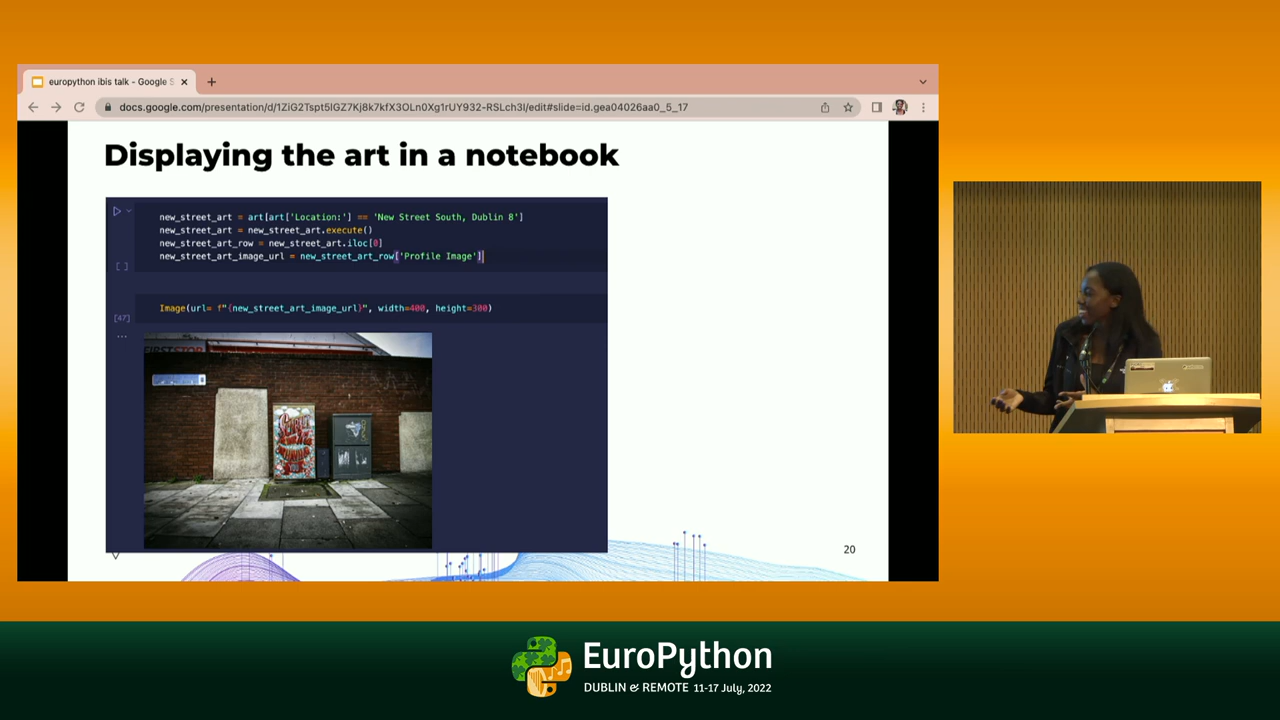 europython ibis talk - Google S
docs.google.com/presentation/d/1ZiG2Tspt5lGZ7Kj8k7kfX3OLn0Xg1rUY932-RSLch3I/edit#slide=id.gea04026aa0_5_17
Displaying the art in a notebook
new_street_art = art[art['Location:'] == 'New Street South, Dublin 8']
new_street_art = new_street_art.execute()
new_street_art_row = new_street_art.iloc[0]
new_street_art_image_url = new_street_art_row['Profile Image']
[ ]
Image(url= f"{new_street_art_image_url}", width=400, height=300)
[47]
...
FIRSTSTOP
20
EuroPython
DUBLIN & REMOTE 11-17 July, 2022